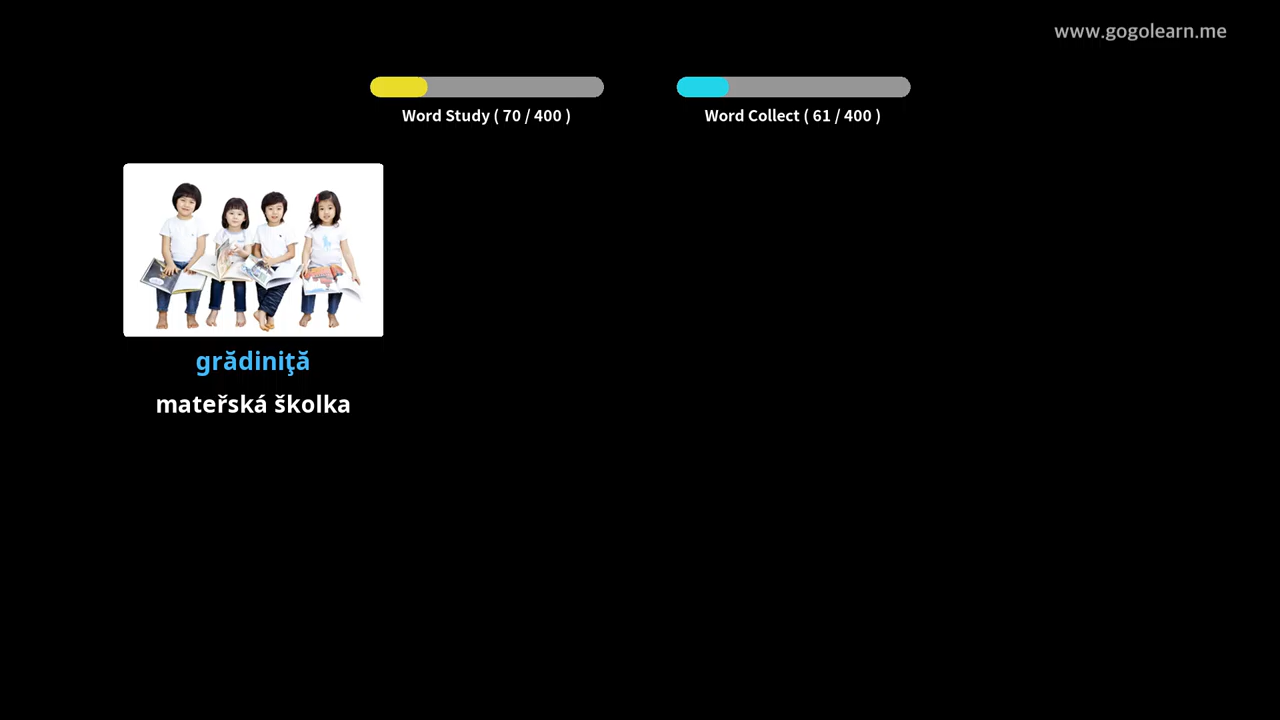 www.gogolearn.me
Word Study ( 70 / 400 )
Word Collect ( 61 / 400 )
grădiniţă
mateřská školka